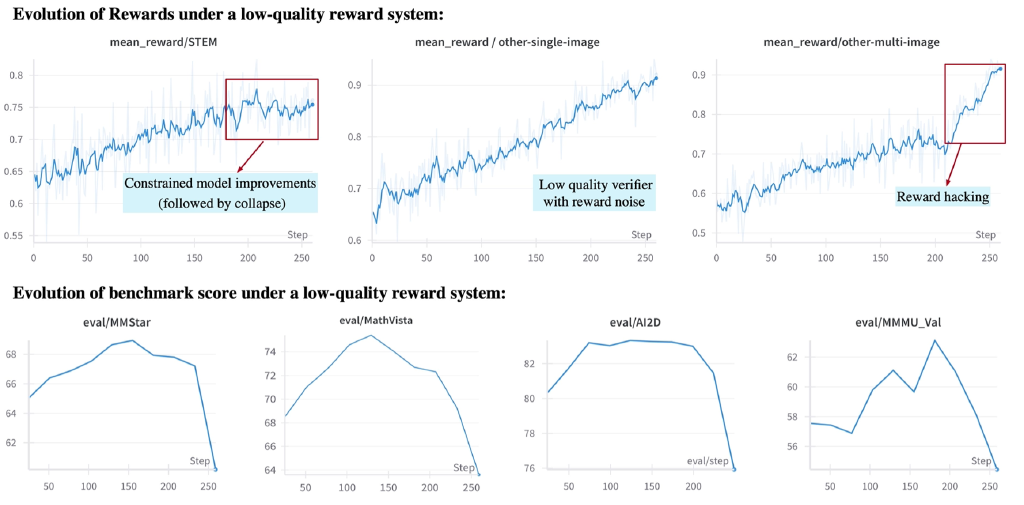 Evolution of Rewards under a low-quality reward system:
mean_reward/STEM
0.8
0.75
0.7
0.65
0.6
0.55
Constrained model improvements
(followed by collapse)
Step
0 50 100 150 200 250
mean_reward / other-single-image
0.9
0.8
0.7
0.6
Low quality verifier
with reward noise
Step
0 50 100 150 200 250
mean_reward/other-multi-image
0.9
0.8
0.7
0.6
0.5
Reward hacking
Step
0 50 100 150 200 250
Evolution of benchmark score under a low-quality reward system:
eval/MMStar
68
66
64
62
Step
50 100 150 200 250
eval/MathVista
74
72
70
68
66
64
Step
50 100 150 200 250
eval/AI2D
82
80
78
76
eval/step
50 100 150 200
eval/MMMU_Val
62
60
58
56
Step
50 100 150 200 250